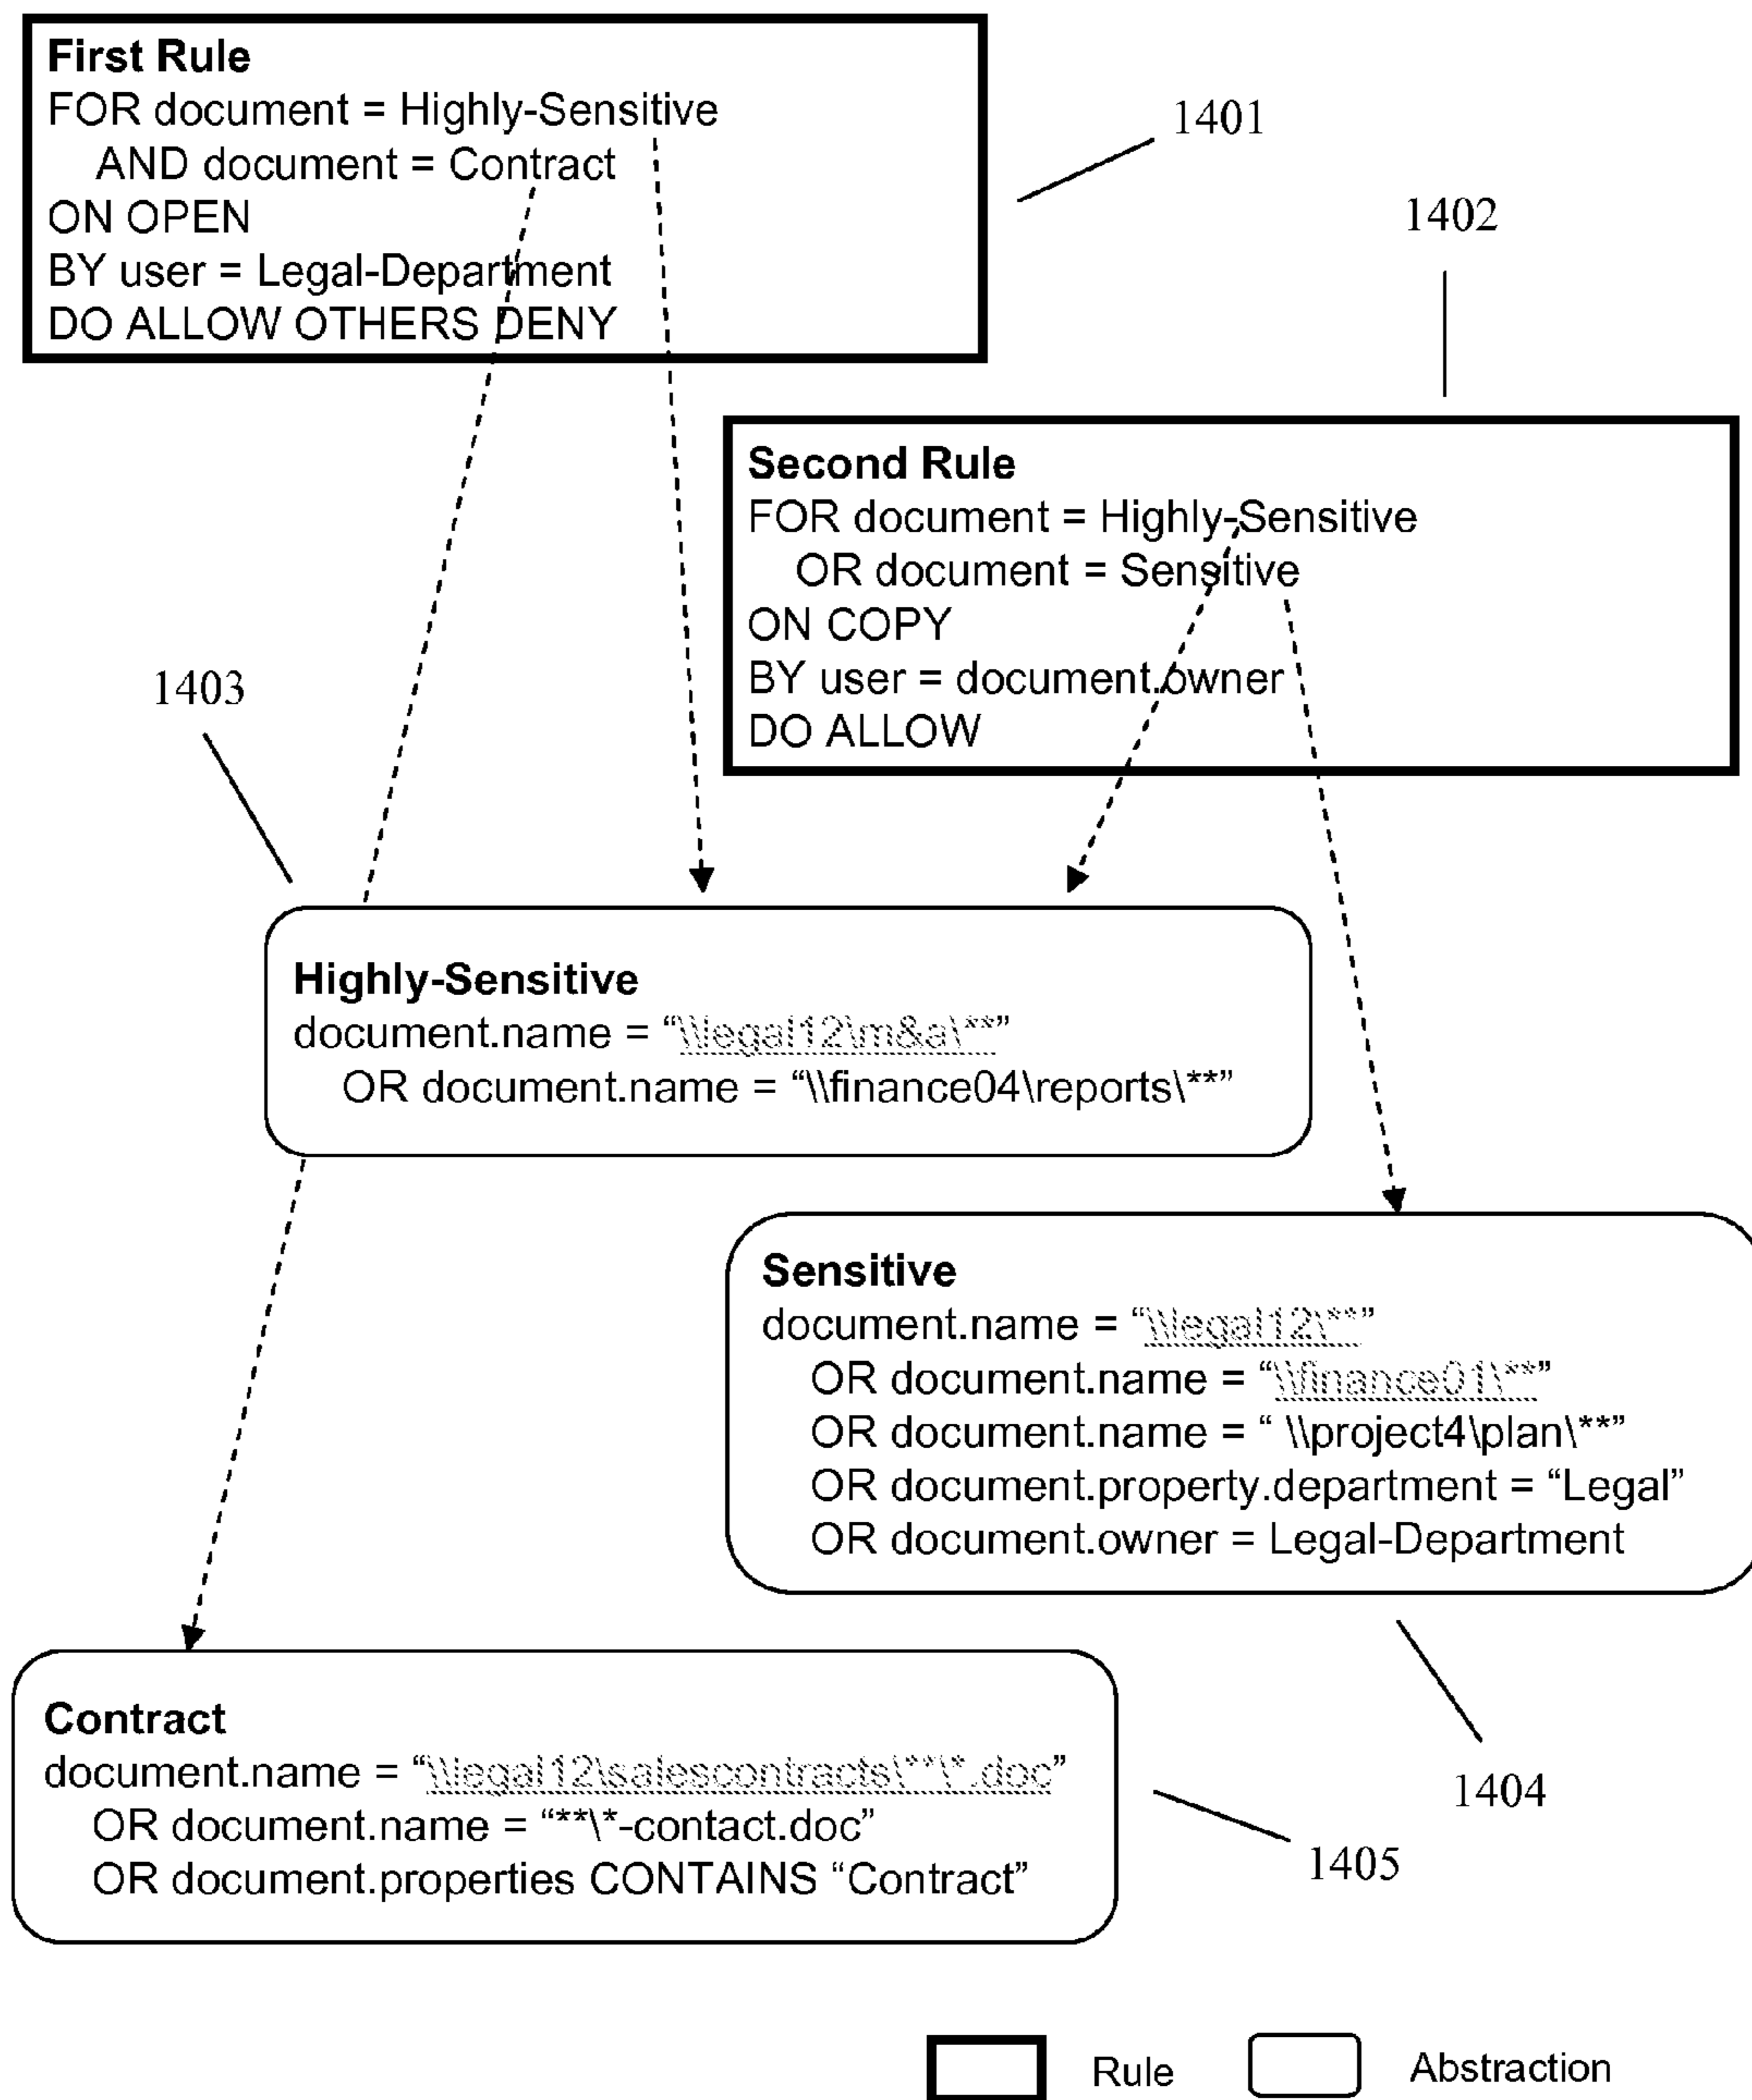 First Rule
FOR document = Highly-Sensitive
AND document = Contract
ON OPEN
BY user = Legal-Department
DO ALLOW OTHERS DENY
1401
1402
Second Rule
FOR document = Highly-Sensitive
OR document = Sensitive
ON COPY
BY user = document.owner
DO ALLOW
1403
Highly-Sensitive
document.name = “\\legal12\m&a\**”
OR document.name = “\\finance04\reports\**”
Sensitive
document.name = “\\legal12\**”
OR document.name = “\\finance01\**”
OR document.name = “ \\project4\plan\**”
OR document.property.department = “Legal”
OR document.owner = Legal-Department
1404
Contract
document.name = “\\legal12\salescontracts\**\*.doc”
OR document.name = “**\*-contact.doc”
OR document.properties CONTAINS “Contract”
1405
Rule
Abstraction